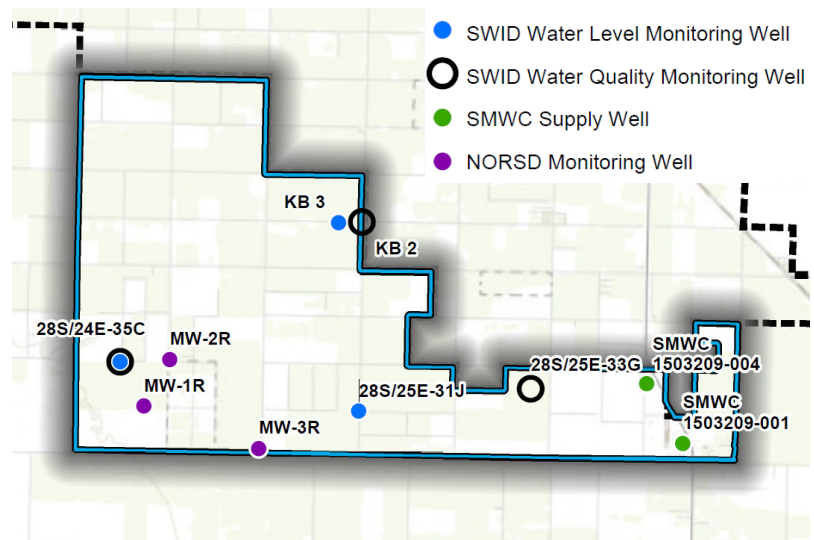 SWID Water Level Monitoring Well
SWID Water Quality Monitoring Well
SMWC Supply Well
NORSD Monitoring Well
KB 3
KB 2
28S/24E-35C
MW-2R
MW-1R
28S/25E-31J
MW-3R
28S/25E-33G
SMWC
1503209-004
SMWC
1503209-001